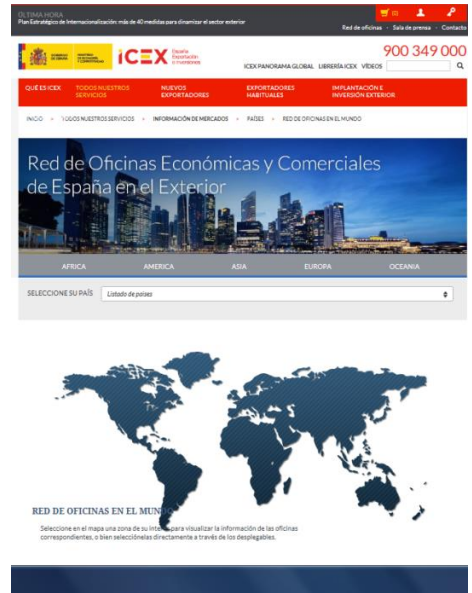 ÚLTIMA HORA
Plan Estratégico de Internacionalización: más de 40 medidas para dinamizar el sector exterior
Red de oficinas · Sala de prensa · Contacto
GOBIERNO DE ESPAÑA
ICEX España Exportación e Inversiones
900 349 000
ICEX PANORAMA GLOBAL LIBRERÍA ICEX VÍDEOS
QUÉ ES ICEX TODOS NUESTROS SERVICIOS NUEVOS EXPORTADORES EXPORTADORES HABITUALES IMPLANTACIÓN E INVERSIÓN EXTERIOR
INICIO TODOS NUESTROS SERVICIOS INFORMACIÓN DE MERCADOS PAÍSES RED DE OFICINAS EN EL MUNDO
Red de Oficinas Económicas y Comerciales
de España en el Exterior
AFRICA AMERICA ASIA EUROPA OCEANIA
SELECCIONE SU PAÍS Listado de países
RED DE OFICINAS EN EL MUNDO
Seleccione en el mapa una zona de su interés para visualizar la información de las oficinas
correspondientes, o bien selecciónelas directamente a través de los desplegables.